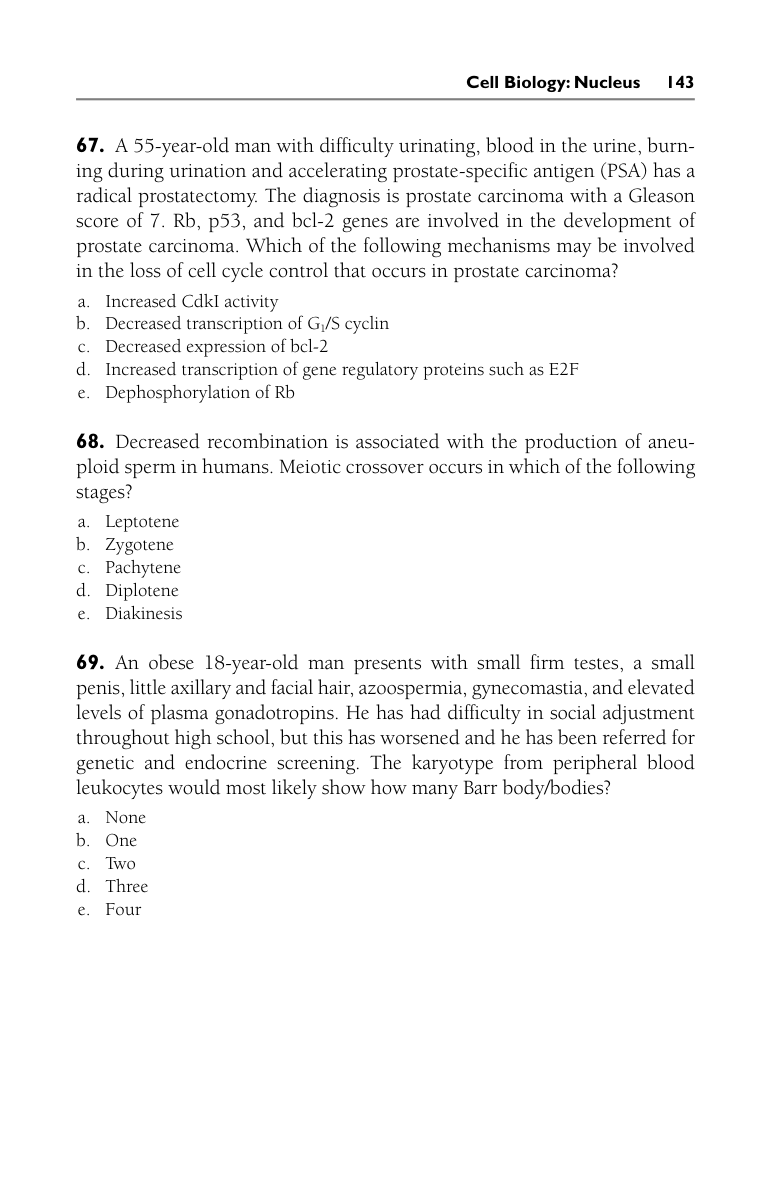 Cell Biology: Nucleus 143
67. A 55-year-old man with difficulty urinating, blood in the urine, burn-
ing during urination and accelerating prostate-specific antigen (PSA) has a
radical prostatectomy. The diagnosis is prostate carcinoma with a Gleason
score of 7. Rb, p53, and bcl-2 genes are involved in the development of
prostate carcinoma. Which of the following mechanisms may be involved
in the loss of cell cycle control that occurs in prostate carcinoma?
a. Increased CdkI activity
b. Decreased transcription of G₁/S cyclin
c. Decreased expression of bcl-2
d. Increased transcription of gene regulatory proteins such as E2F
e. Dephosphorylation of Rb
68. Decreased recombination is associated with the production of aneu-
ploid sperm in humans. Meiotic crossover occurs in which of the following
stages?
a. Leptotene
b. Zygotene
c. Pachytene
d. Diplotene
e. Diakinesis
69. An obese 18-year-old man presents with small firm testes, a small
penis, little axillary and facial hair, azoospermia, gynecomastia, and elevated
levels of plasma gonadotropins. He has had difficulty in social adjustment
throughout high school, but this has worsened and he has been referred for
genetic and endocrine screening. The karyotype from peripheral blood
leukocytes would most likely show how many Barr body/bodies?
a. None
b. One
c. Two
d. Three
e. Four